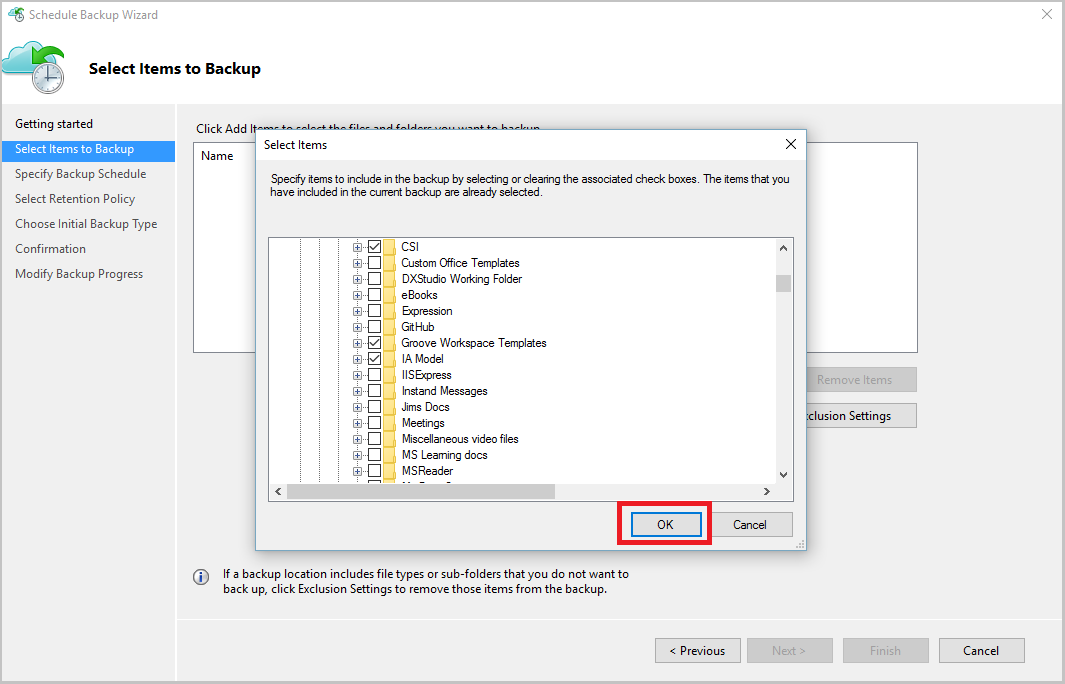 Schedule Backup Wizard
Select Items to Backup
Getting started
Select Items to Backup
Specify Backup Schedule
Select Retention Policy
Choose Initial Backup Type
Confirmation
Modify Backup Progress
Click Add Items to select the files and folders you want to backup.
Name
Select Items
Specify items to include in the backup by selecting or clearing the associated check boxes. The items that you
have included in the current backup are already selected.
CSI
Custom Office Templates
DXStudio Working Folder
eBooks
Expression
GitHub
Groove Workspace Templates
IA Model
IISExpress
Instand Messages
Jims Docs
Meetings
Miscellaneous video files
MS Learning docs
MSReader
OK
Cancel
Remove Items
clusion Settings
If a backup location includes file types or sub-folders that you do not want to
back up, click Exclusion Settings to remove those items from the backup.
< Previous
Next >
Finish
Cancel